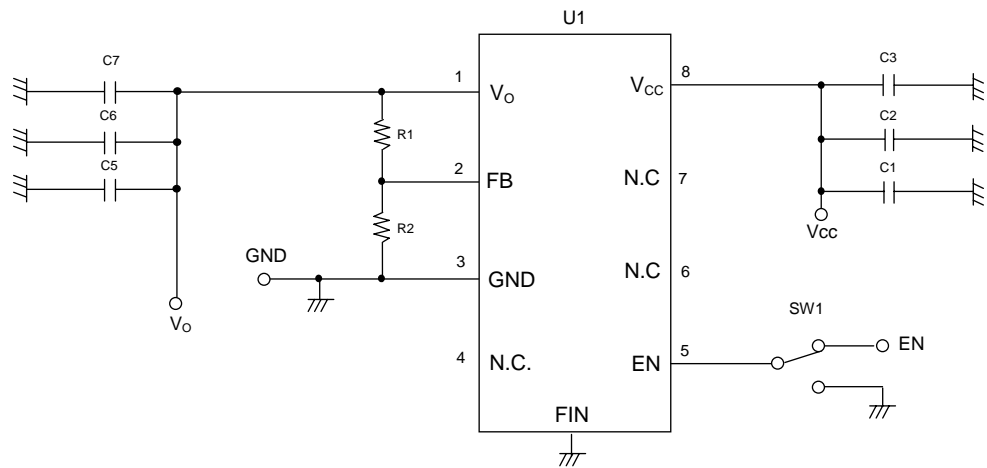 U1
C7
1
V_O
8
V_CC
C3
C6
R1
C2
C5
2
FB
N.C
7
C1
R2
Vcc
GND
3
GND
N.C
6
V_O
SW1
4
N.C.
EN
5
EN
FIN